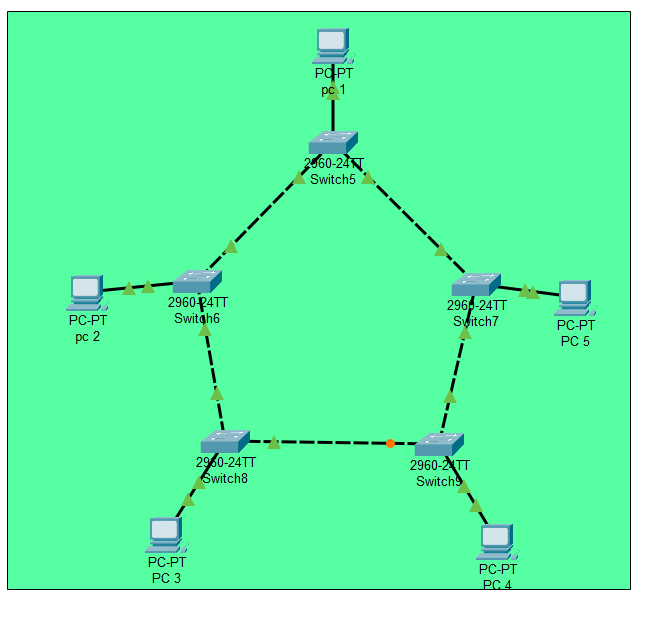 PC-PT
pc 1
2960-24TT
Switch5
2960-24TT
Switch6
2960-24TT
Switch7
PC-PT
pc 2
PC-PT
PC 5
2960-24TT
Switch8
2960-24TT
Switch9
PC-PT
PC 3
PC-PT
PC 4